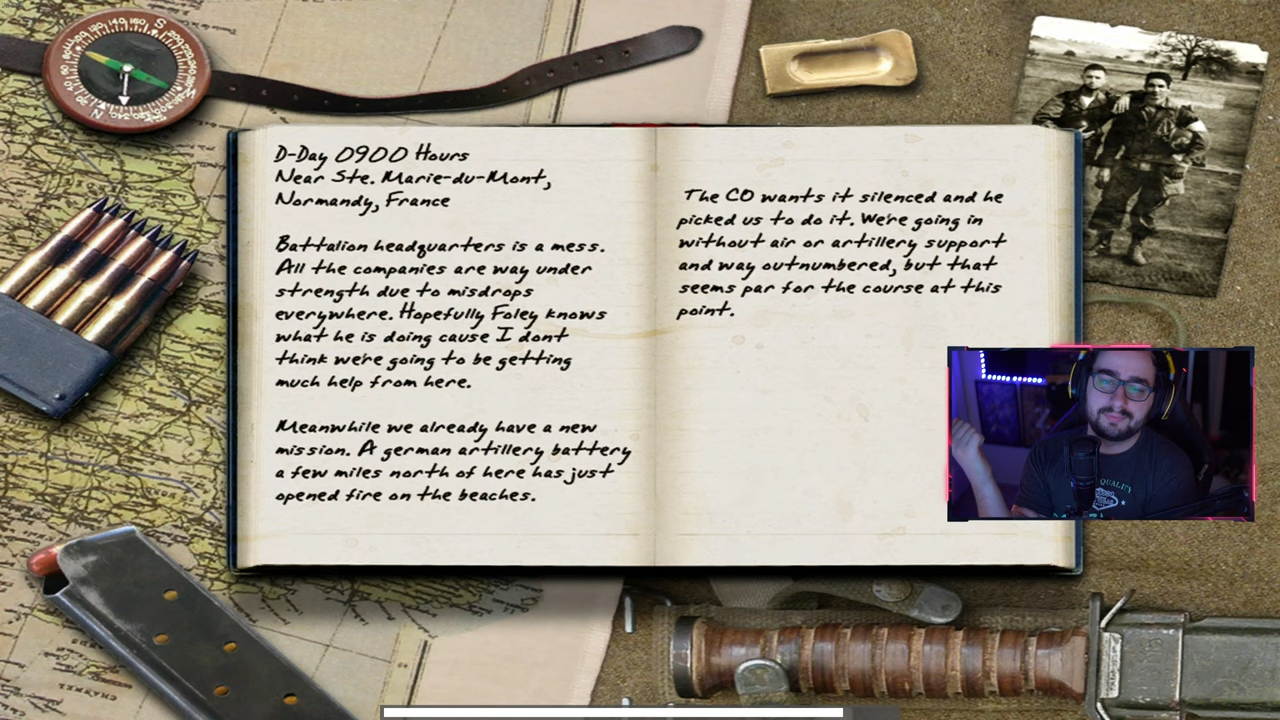 D-Day 0900 Hours
Near Ste. Marie-du-Mont,
Normandy, France
Battalion headquarters is a mess.
All the companies are way under
strength due to misdrops
everywhere. Hopefully Foley knows
what he is doing cause I dont
think we're going to be getting
much help from here.
Meanwhile we already have a new
mission. A german artillery battery
a few miles north of here has just
opened fire on the beaches.
The CO wants it silenced and he
picked us to do it. We're going in
without air or artillery support
and way outnumbered, but that
seems par for the course at this
point.
QUALITY